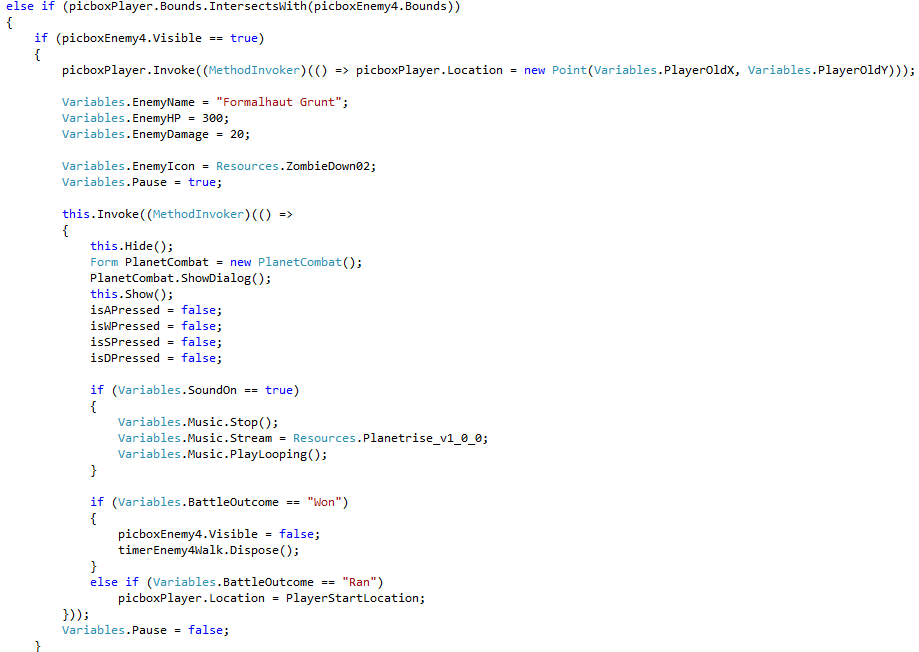 else if (picboxPlayer.Bounds.IntersectsWith(picboxEnemy4.Bounds))
{
    if (picboxEnemy4.Visible == true)
    {
        picboxPlayer.Invoke((MethodInvoker)(() => picboxPlayer.Location = new Point(Variables.PlayerOldX, Variables.PlayerOldY)));

        Variables.EnemyName = "Formalhaut Grunt";
        Variables.EnemyHP = 300;
        Variables.EnemyDamage = 20;

        Variables.EnemyIcon = Resources.ZombieDown02;
        Variables.Pause = true;

        this.Invoke((MethodInvoker)(() =>
        {
            this.Hide();
            Form PlanetCombat = new PlanetCombat();
            PlanetCombat.ShowDialog();
            this.Show();
            isAPressed = false;
            isWPressed = false;
            isSPressed = false;
            isDPressed = false;

            if (Variables.SoundOn == true)
            {
                Variables.Music.Stop();
                Variables.Music.Stream = Resources.Planetrise_v1_0_0;
                Variables.Music.PlayLooping();
            }

            if (Variables.BattleOutcome == "Won")
            {
                picboxEnemy4.Visible = false;
                timerEnemy4Walk.Dispose();
            }
            else if (Variables.BattleOutcome == "Ran")
                picboxPlayer.Location = PlayerStartLocation;
        }));
        Variables.Pause = false;
    }